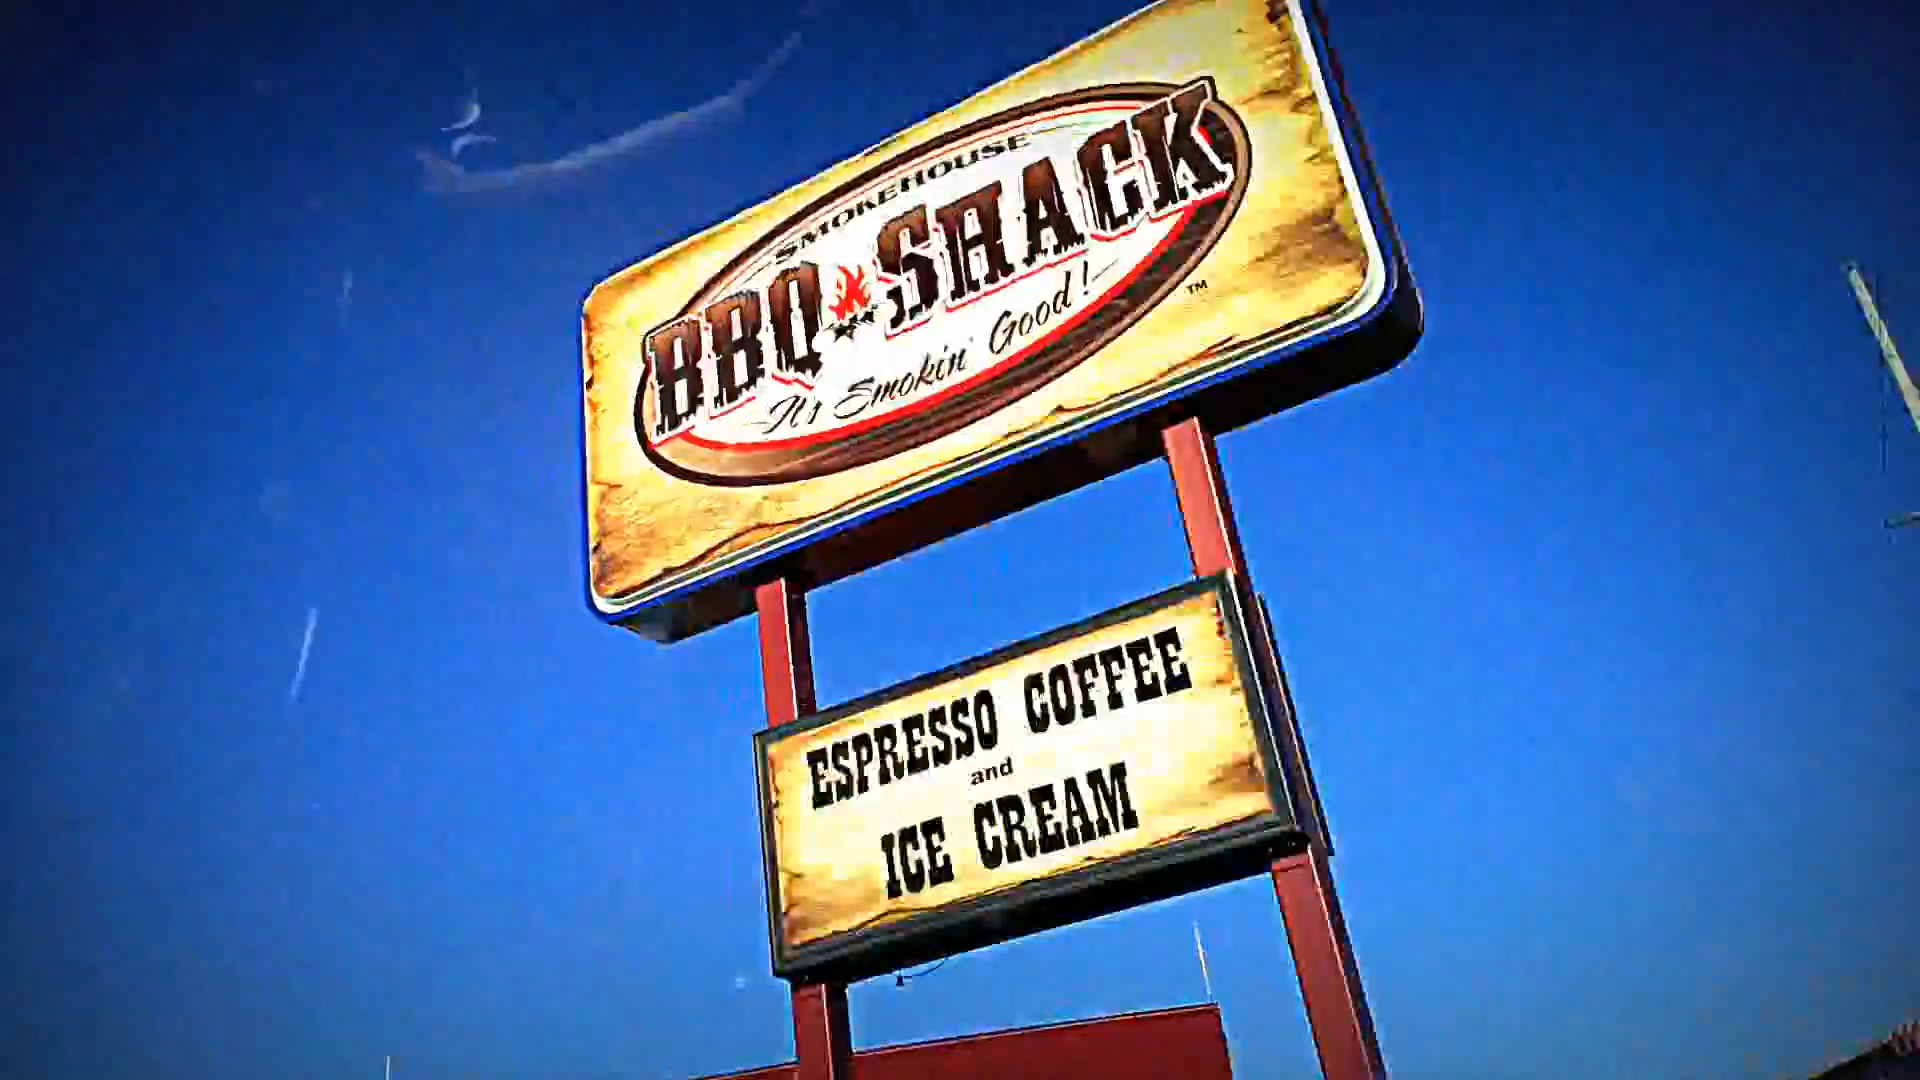 SMOKEHOUSE
BBQ SHACK
It's Smokin' Good!
TM
ESPRESSO COFFEE
and
ICE CREAM